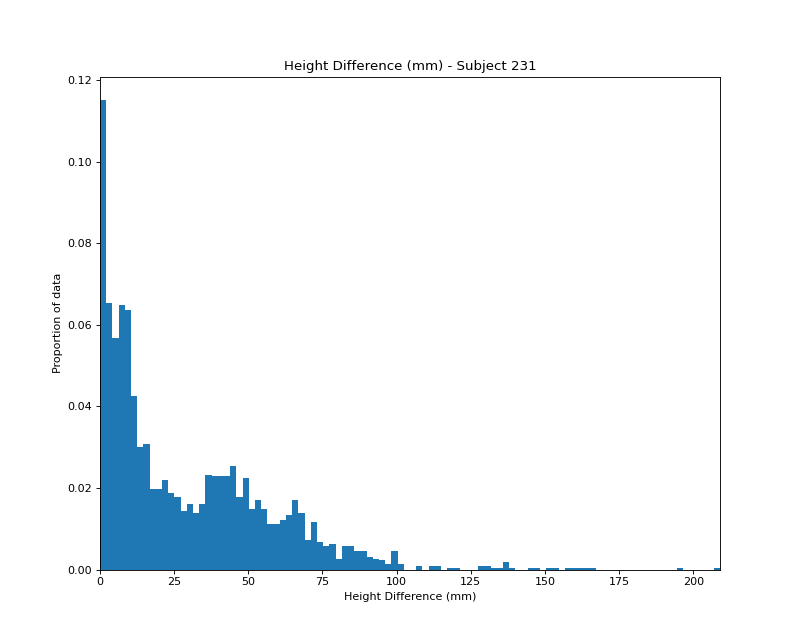 Height Difference (mm) - Subject 231
0.12
0.10
0.08
0.06
0.04
0.02
0.00
Proportion of data
0 25 50 75 100 125 150 175 200
Height Difference (mm)